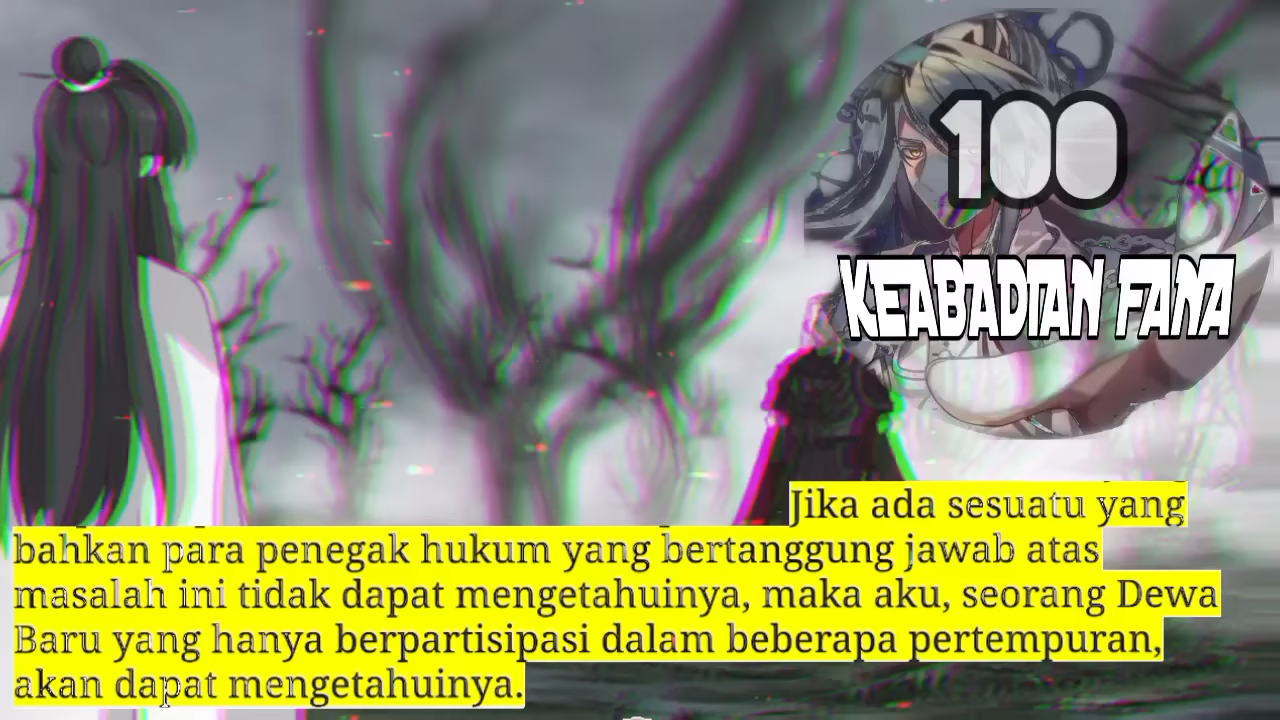 100
KEABADIAN FANA
Jika ada sesuatu yang
bahkan para penegak hukum yang bertanggung jawab atas
masalah ini tidak dapat mengetahuinya, maka aku, seorang Dewa
Baru yang hanya berpartisipasi dalam beberapa pertempuran,
akan dapat mengetahuinya.